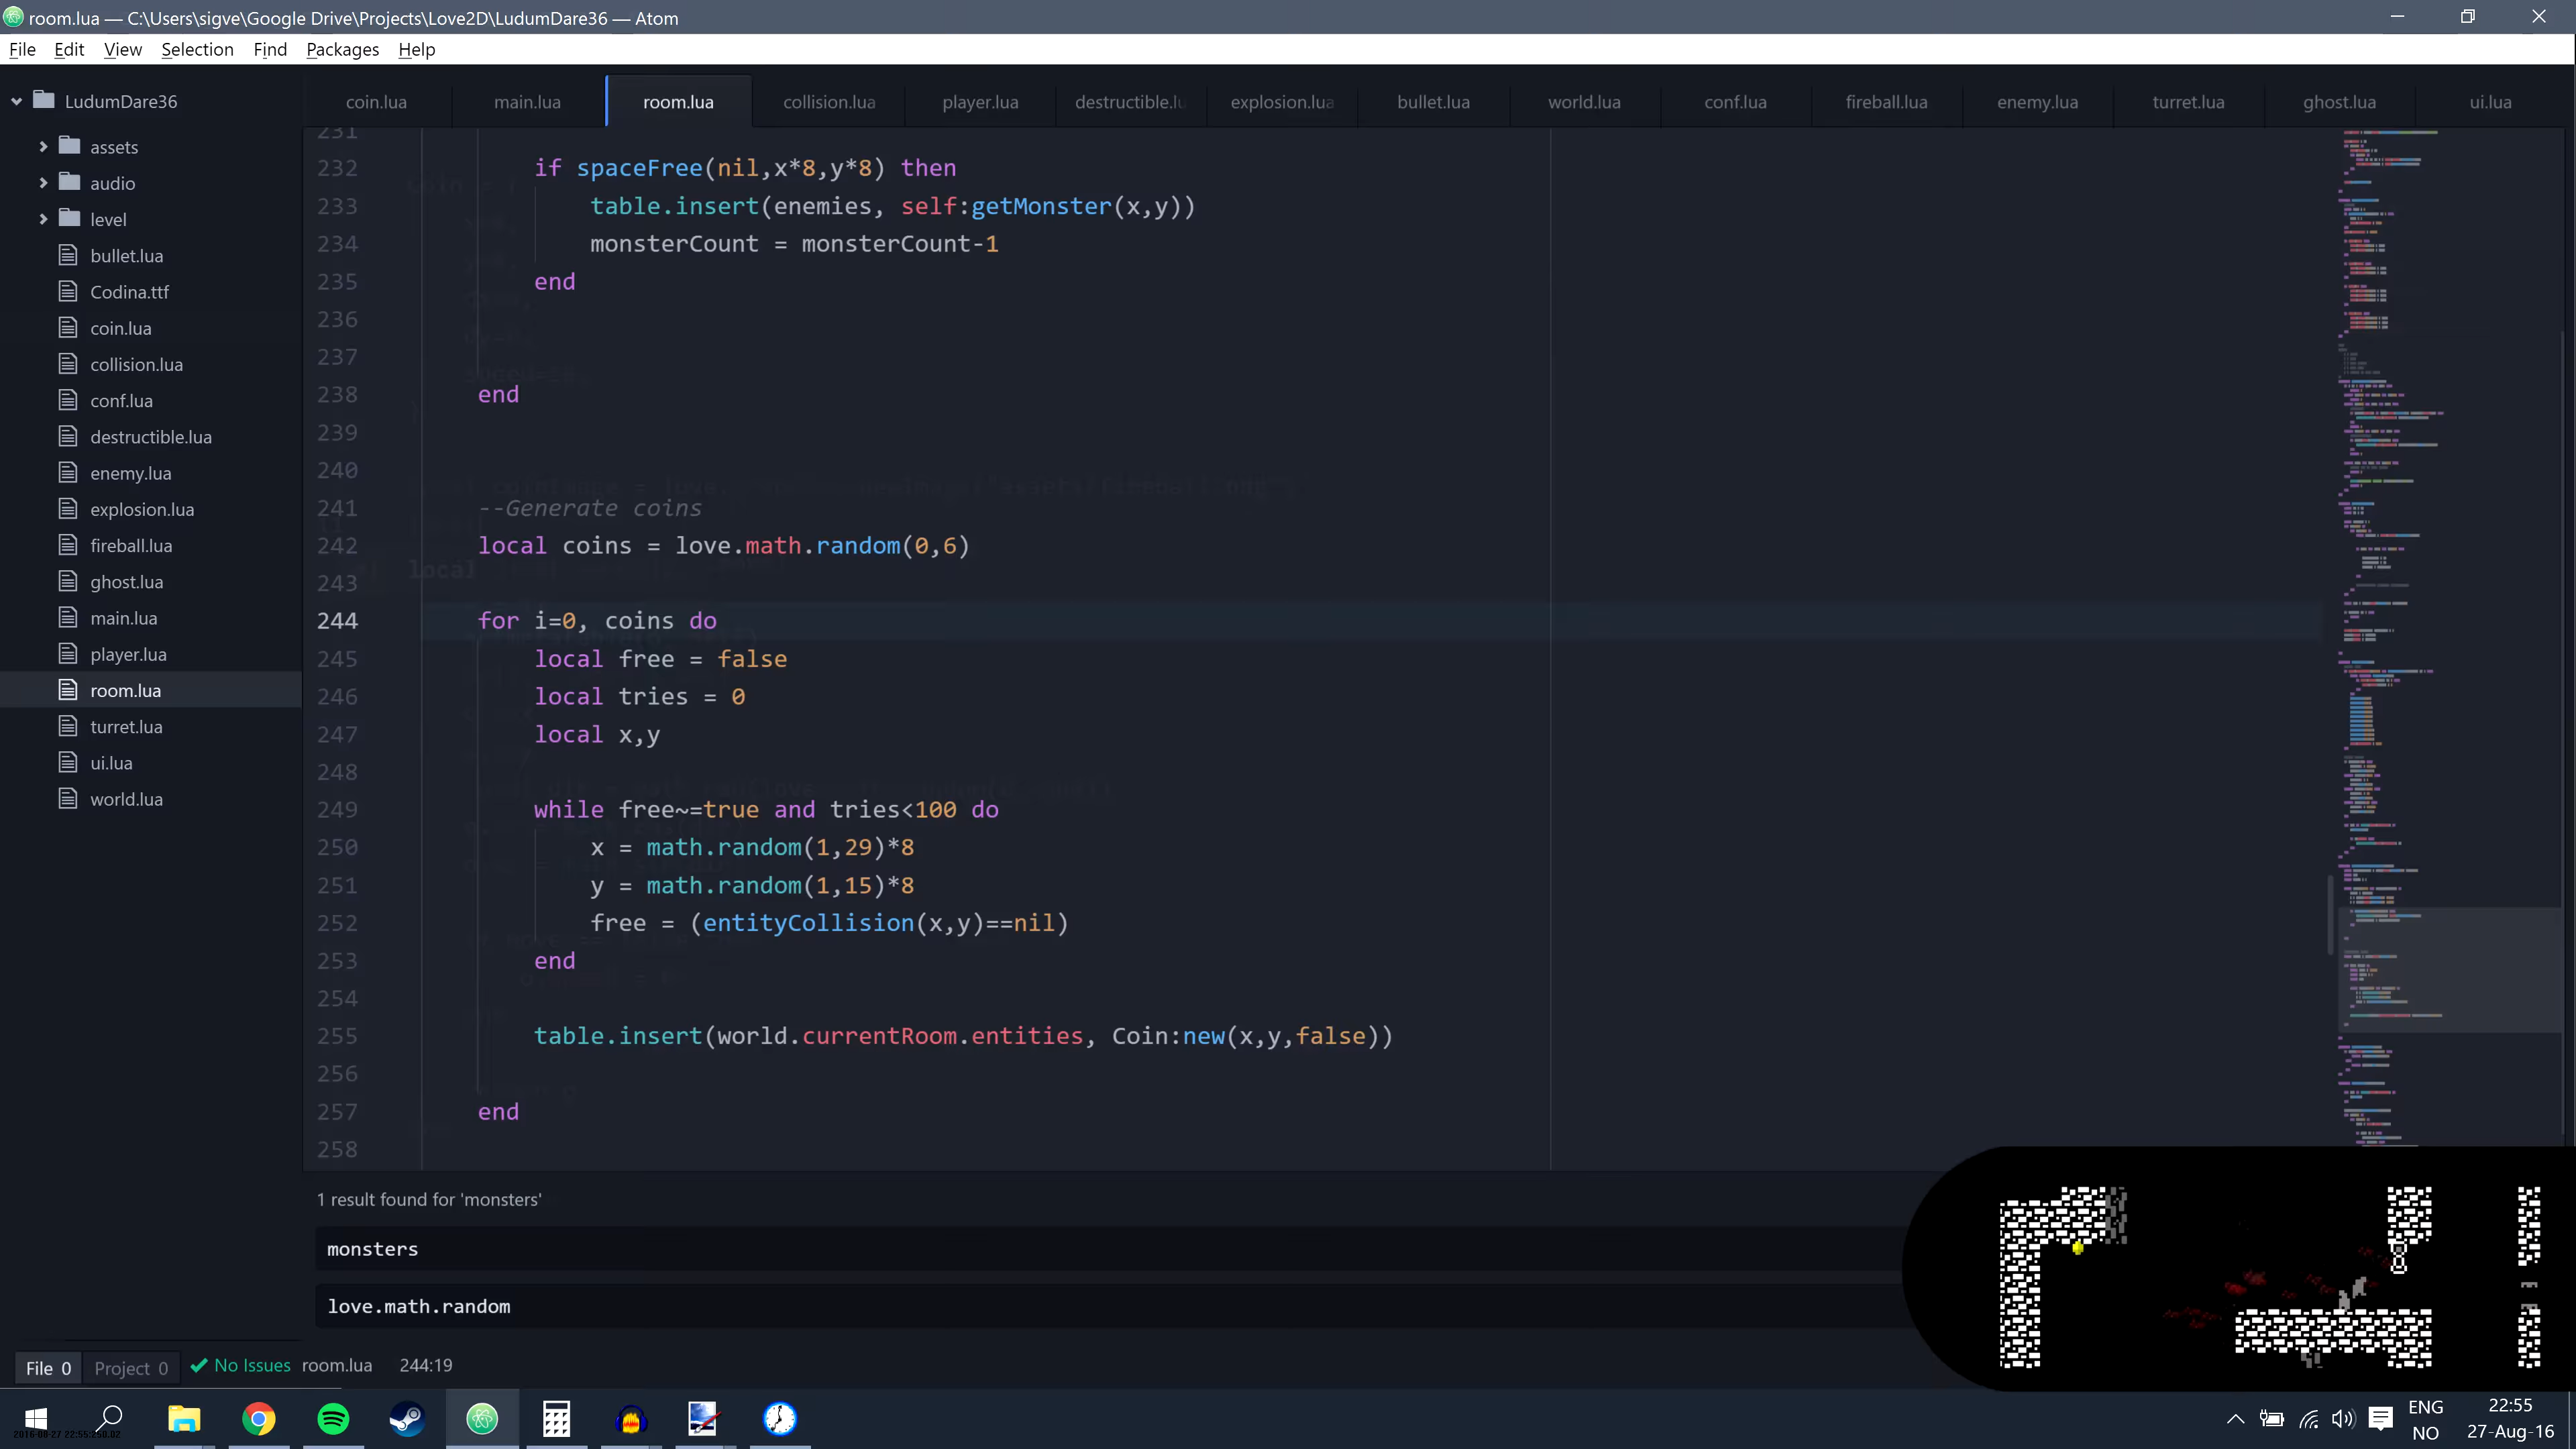 room.lua — C:\Users\sigve\Google Drive\Projects\Love2D\LudumDare36 — Atom
File Edit View Selection Find Packages Help
LudumDare36
assets
audio
level
bullet.lua
Codina.ttf
coin.lua
collision.lua
conf.lua
destructible.lua
enemy.lua
explosion.lua
fireball.lua
ghost.lua
main.lua
player.lua
room.lua
turret.lua
ui.lua
world.lua
coin.lua main.lua room.lua collision.lua player.lua destructible.lu explosion.lua bullet.lua world.lua conf.lua fireball.lua enemy.lua turret.lua ghost.lua ui.lua
231
232 if spaceFree(nil,x*8,y*8) then
233 table.insert(enemies, self:getMonster(x,y))
234 monsterCount = monsterCount-1
235 end
236
237
238 end
239
240
241 --Generate coins
242 local coins = love.math.random(0,6)
243
244 for i=0, coins do
245 local free = false
246 local tries = 0
247 local x,y
248
249 while free~=true and tries<100 do
250 x = math.random(1,29)*8
251 y = math.random(1,15)*8
252 free = (entityCollision(x,y)==nil)
253 end
254
255 table.insert(world.currentRoom.entities, Coin:new(x,y,false))
256
257 end
258
1 result found for 'monsters'
monsters
love.math.random
File 0 Project 0 No Issues room.lua 244:19
ENG
NO
22:55
27-Aug-16